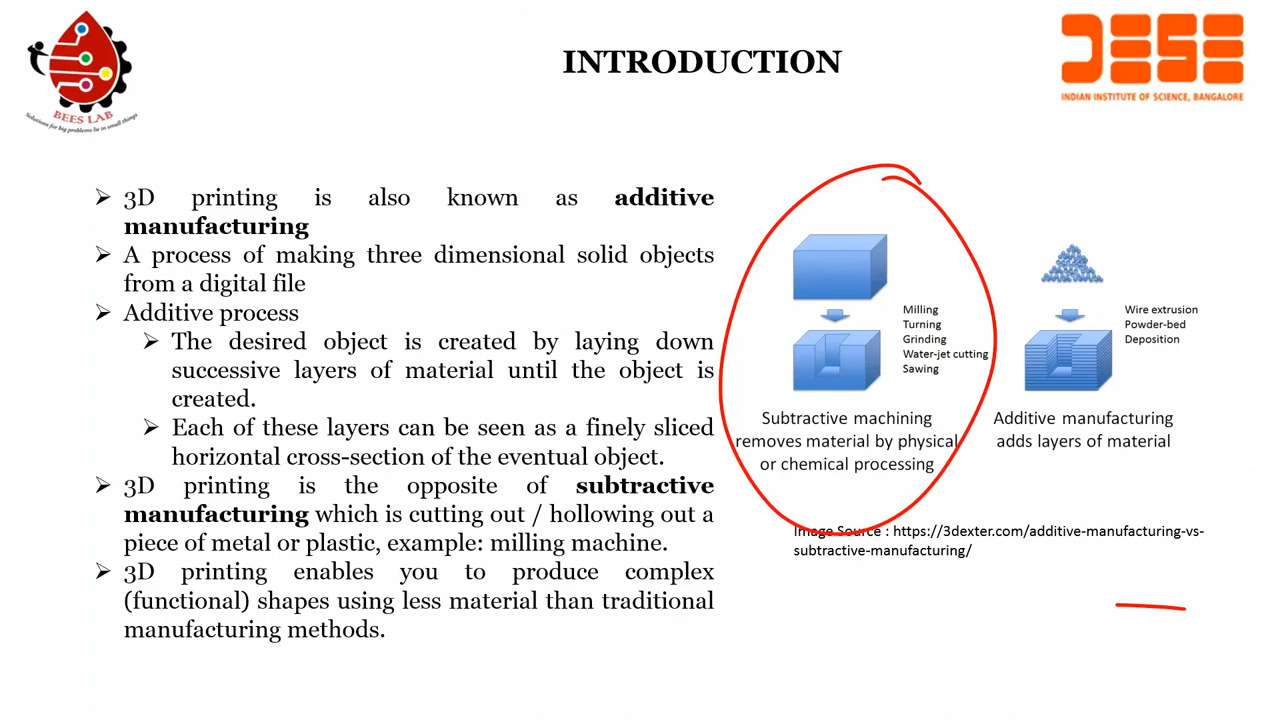 BEES LAB
Solutions for big problems lie in small things
INTRODUCTION
DESE
INDIAN INSTITUTE OF SCIENCE, BANGALORE
3D printing is also known as additive
manufacturing
A process of making three dimensional solid objects
from a digital file
Additive process
The desired object is created by laying down
successive layers of material until the object is
created.
Each of these layers can be seen as a finely sliced
horizontal cross-section of the eventual object.
3D printing is the opposite of subtractive
manufacturing which is cutting out / hollowing out a
piece of metal or plastic, example: milling machine.
3D printing enables you to produce complex
(functional) shapes using less material than traditional
manufacturing methods.
Milling
Turning
Grinding
Water-jet cutting
Sawing
Subtractive machining
removes material by physical
or chemical processing
Wire extrusion
Powder-bed
Deposition
Additive manufacturing
adds layers of material
Image Source : https://3dexter.com/additive-manufacturing-vs-
subtractive-manufacturing/